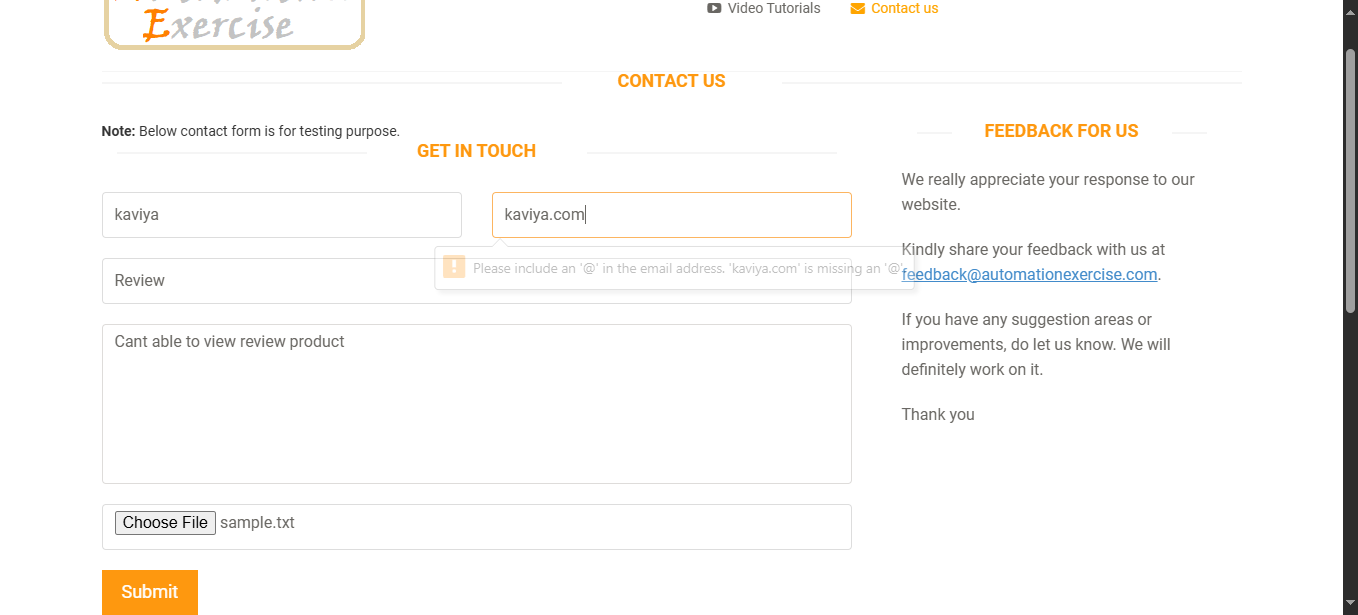 Exercise
Video Tutorials
Contact us
CONTACT US
Note: Below contact form is for testing purpose.
GET IN TOUCH
kaviya
kaviya.com
Please include an '@' in the email address. 'kaviya.com' is missing an '@'.
Review
Cant able to view review product
Choose File sample.txt
Submit
FEEDBACK FOR US
We really appreciate your response to our
website.
Kindly share your feedback with us at
feedback@automationexercise.com.
If you have any suggestion areas or
improvements, do let us know. We will
definitely work on it.
Thank you